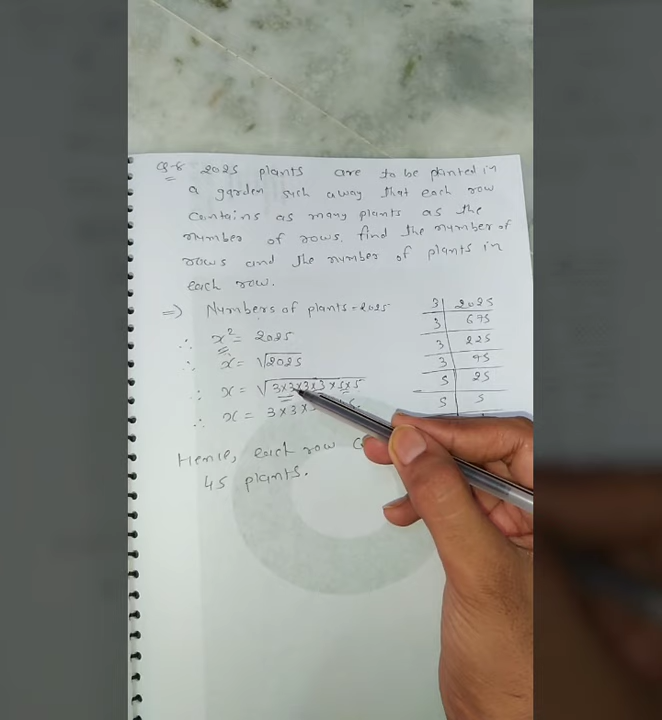 Q-8 2025 plants are to be planted in
a garden such away that each row
contains as many plants as the
number of rows. find the number of
rows and the number of plants in
each row.
=) Numbers of plants = 2025
∴ x² = 2025
∴ x = √2025
∴ x = √3×3×3×3×5×5
∴ x = 3×3×
Hence, each row
45 plants.
3 | 2025
3 | 675
3 | 225
3 | 45
5 | 25
5 | 5